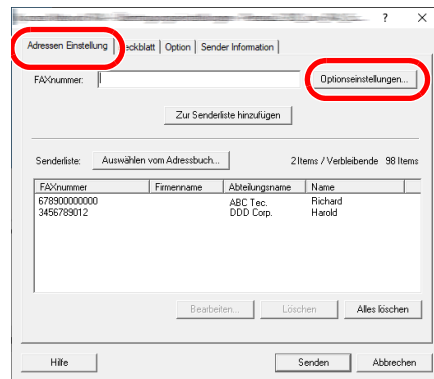 ? ×
Adressen Einstellung eckblatt Option Sender Information
FAXnummer: Optionseinstellungen...
Zur Senderliste hinzufügen
Senderliste: Auswählen vom Adressbuch... 2 Items / Verbleibende 98 Items
FAXnummer Firmenname Abteilungsname Name
678900000000 ABC Tec. Richard
3456789012 DDD Corp. Harold
Bearbeiten... Löschen Alles löschen
Hilfe Senden Abbrechen